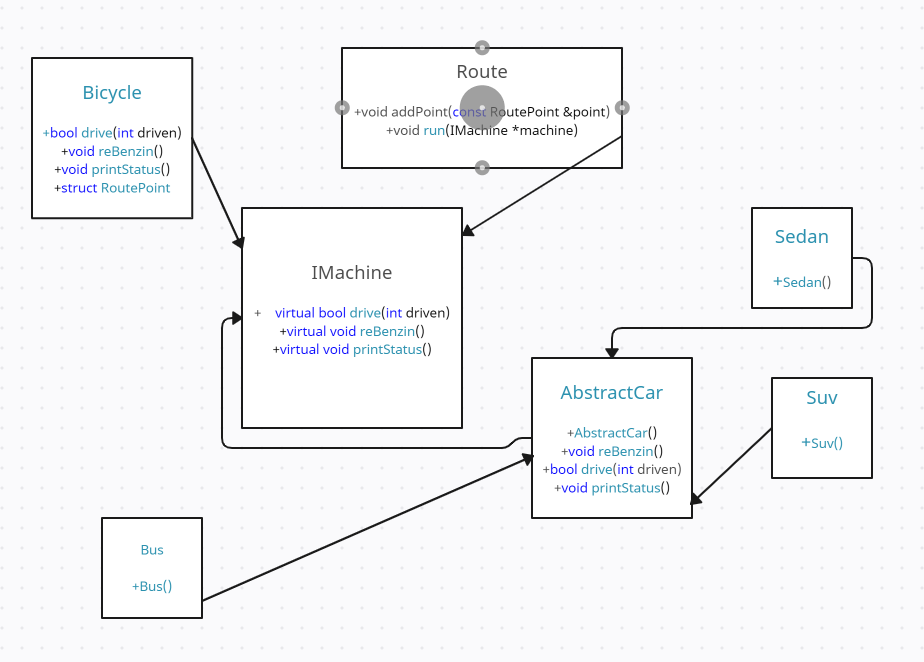 Bicycle
+bool drive(int driven)
+void reBenzin()
+void printStatus()
+struct RoutePoint
Route
+void addPoint(const RoutePoint &point)
+void run(IMachine *machine)
IMachine
+ virtual bool drive(int driven)
+virtual void reBenzin()
+virtual void printStatus()
Sedan
+Sedan()
AbstractCar
+AbstractCar()
+void reBenzin()
+bool drive(int driven)
+void printStatus()
Suv
+Suv()
Bus
+Bus()